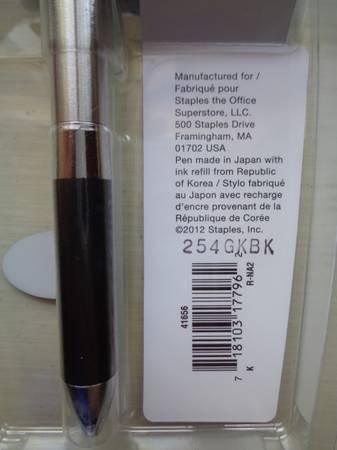 Manufactured for /
Fabriqué pour
Staples the Office
Superstore, LLC.
500 Staples Drive
Framingham, MA
01702 USA
Pen made in Japan with
ink refill from Republic
of Korea / Stylo fabriqué
au Japon avec recharge
d'encre provenant de la
République de Corée
©2012 Staples, Inc.
254GKBK
41656
7 18103 17796 2
K
R-NA2